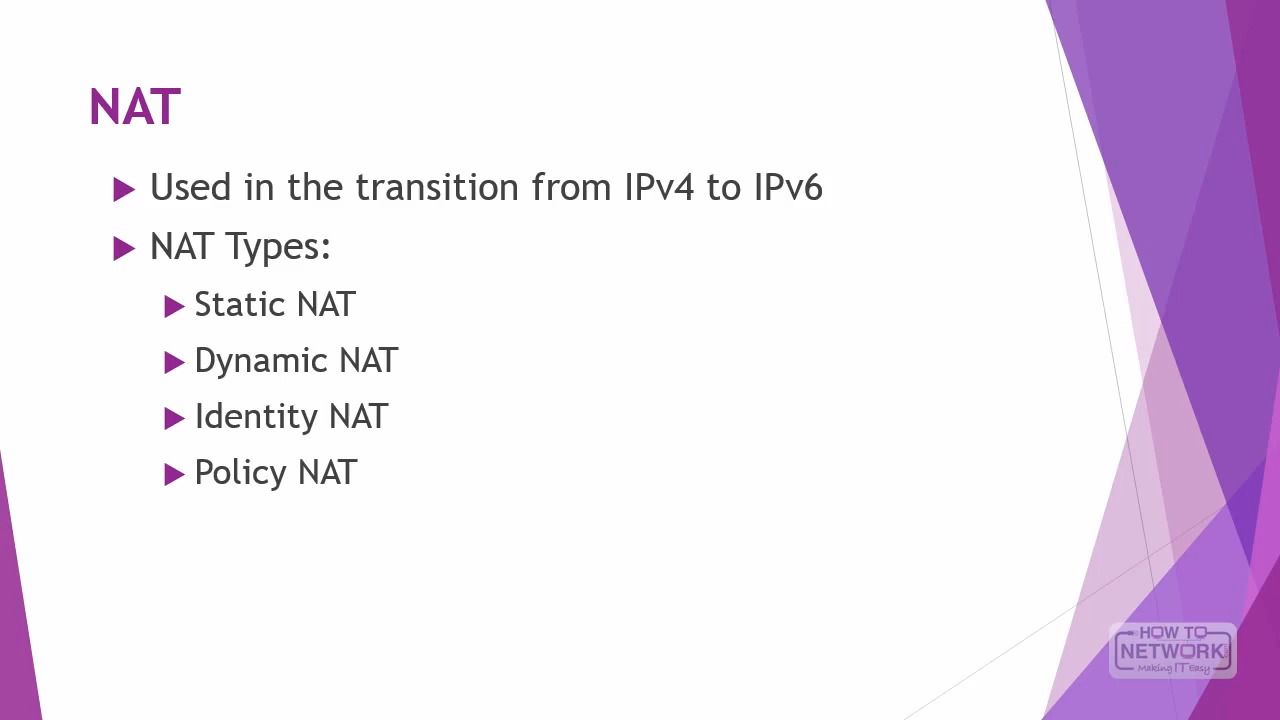 NAT
Used in the transition from IPv4 to IPv6
NAT Types:
Static NAT
Dynamic NAT
Identity NAT
Policy NAT
HOW TO
NETWORK
Making IT Easy